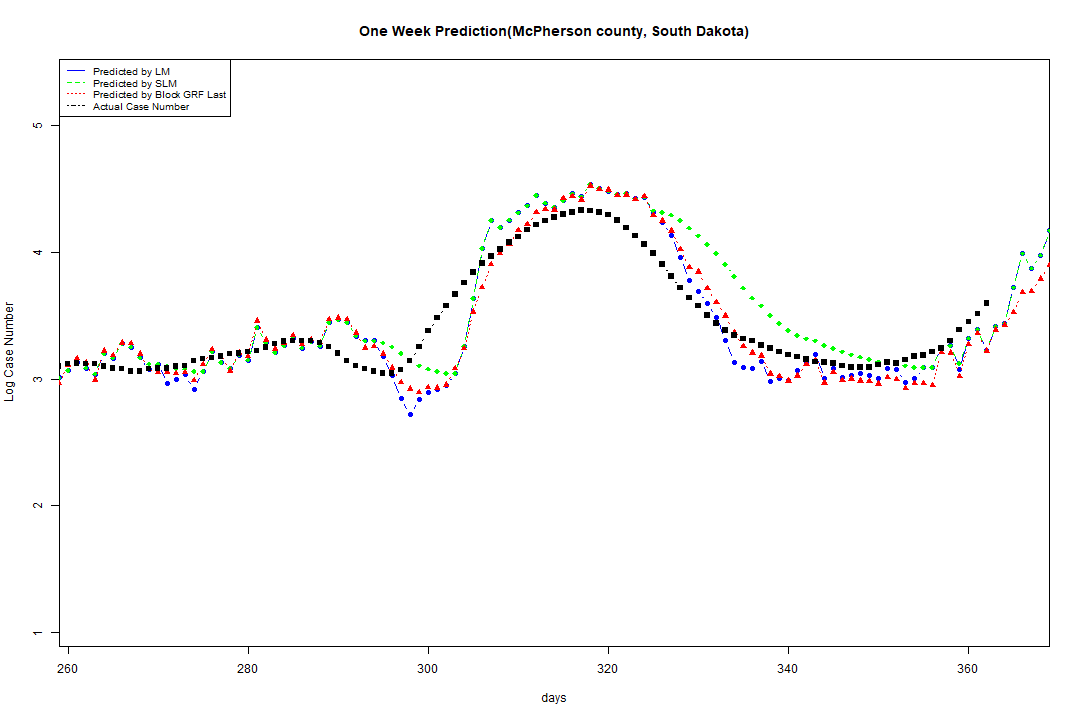 One Week Prediction(McPherson county, South Dakota)
Predicted by LM
Predicted by SLM
Predicted by Block GRF Last
Actual Case Number
5
4
3
2
1
Log Case Number
260 280 300 320 340 360
days